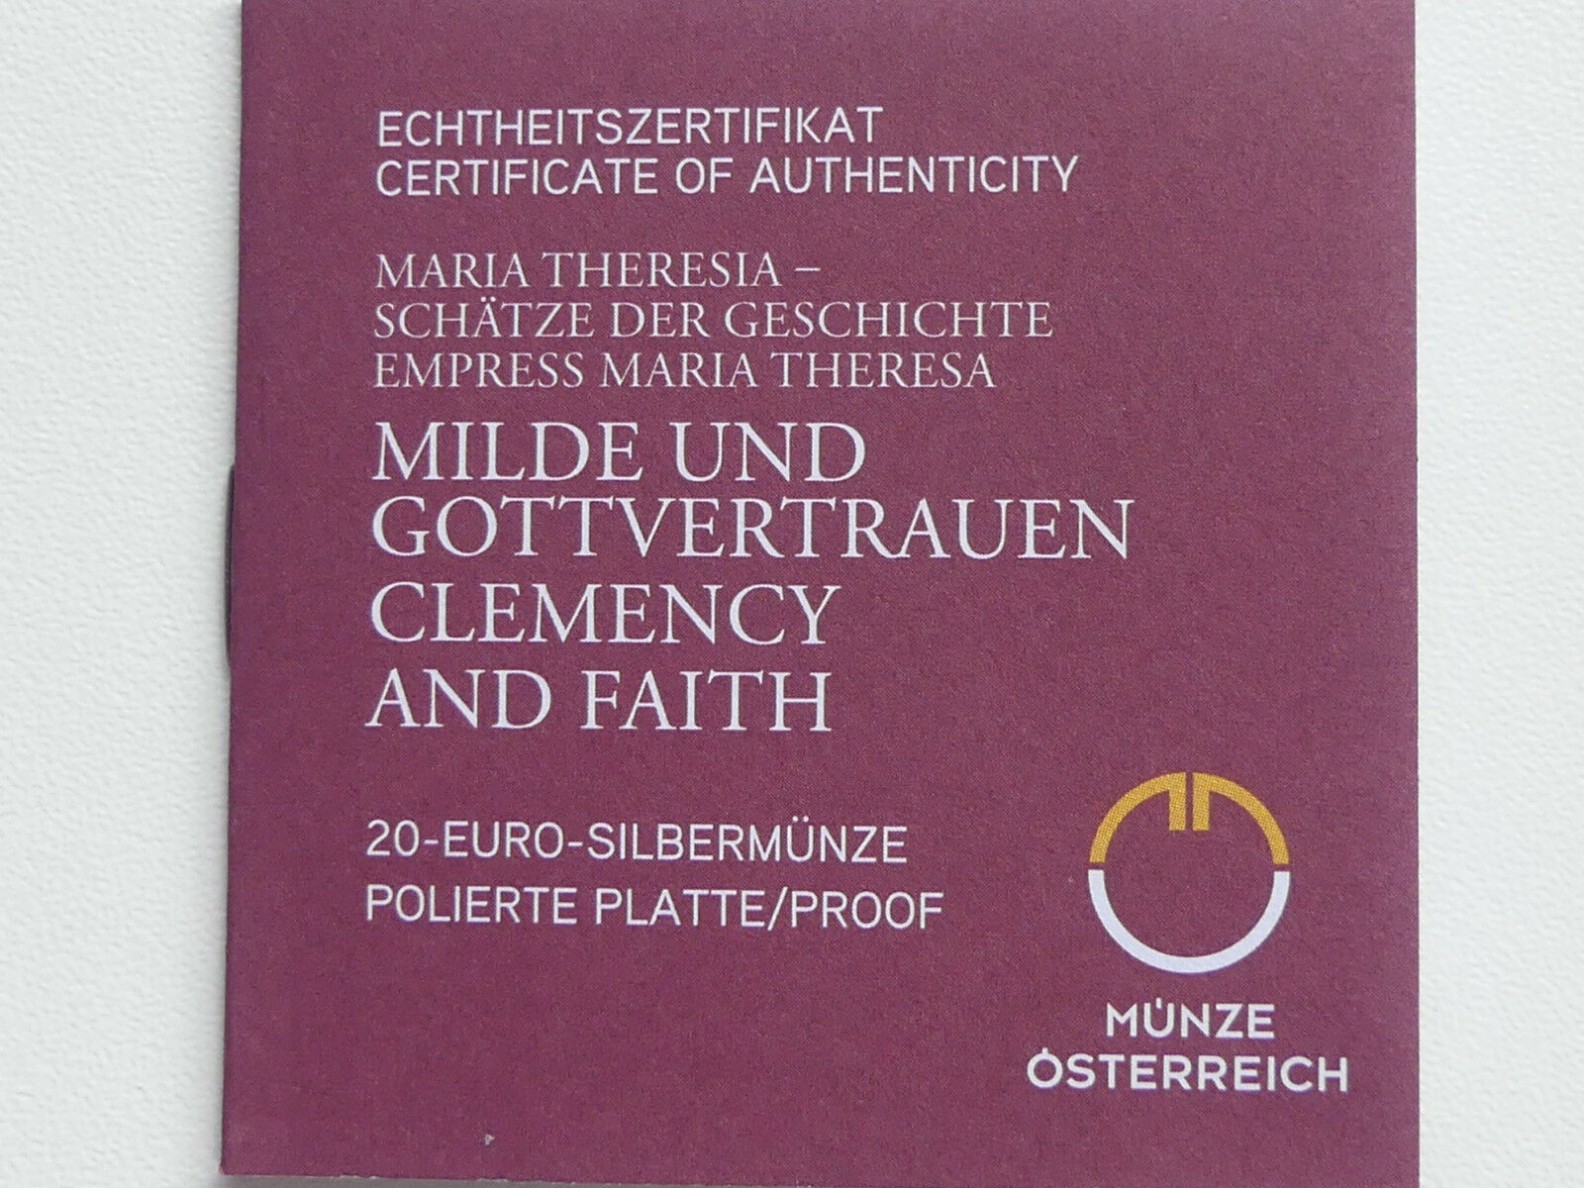 ECHTHEITSZERTIFIKAT
CERTIFICATE OF AUTHENTICITY
MARIA THERESIA –
SCHÄTZE DER GESCHICHTE
EMPRESS MARIA THERESA
MILDE UND
GOTTVERTRAUEN
CLEMENCY
AND FAITH
20-EURO-SILBERMÜNZE
POLIERTE PLATTE/PROOF
MÜNZE
ÖSTERREICH